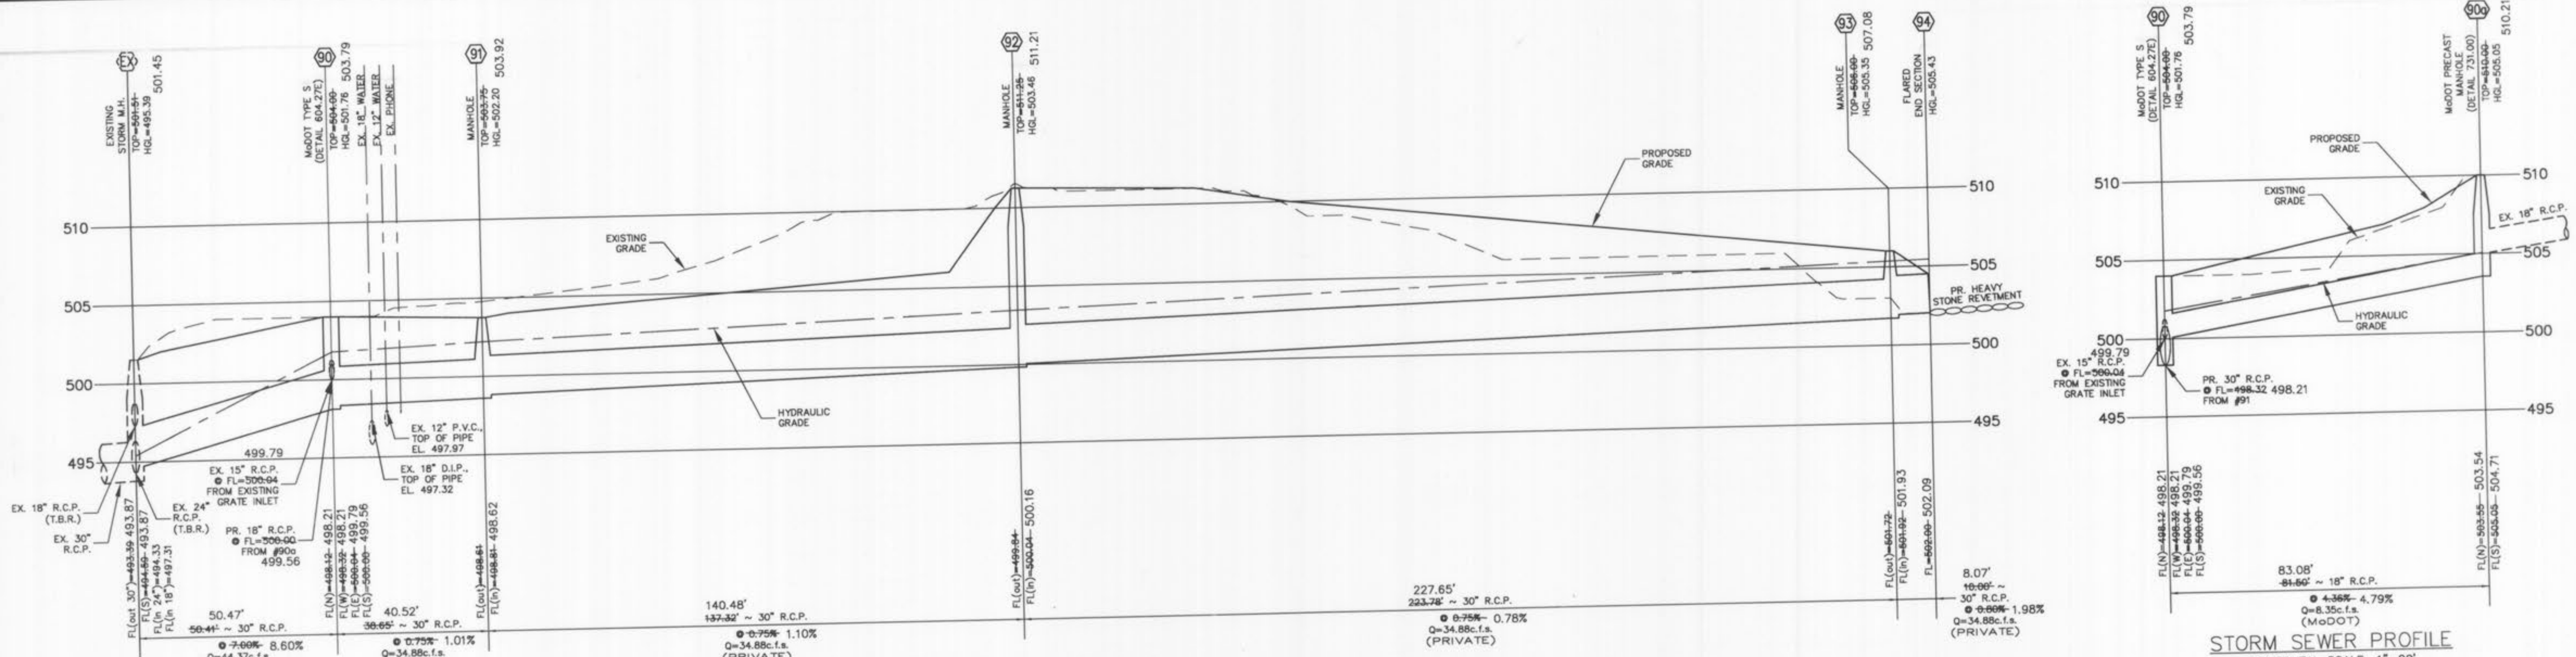 EX
501.45
EXISTING
STORM M.H.
TOP=501.51
HGL=495.39
90
503.79
MoDOT TYPE S
(DETAIL 604.27E)
TOP=504.00
HGL=501.76
EX. 18" WATER
EX. 12" WATER
EX. PHONE
91
503.92
MANHOLE
TOP=503.75
HGL=502.20
92
511.21
MANHOLE
TOP=511.25
HGL=503.46
93
507.08
MANHOLE
TOP=506.00
HGL=505.35
94
FLARED
END SECTION
HGL=505.43
510
505
500
495
EXISTING
GRADE
HYDRAULIC
GRADE
PROPOSED
GRADE
510
505
500
495
PR. HEAVY
STONE REVETMENT
EX. 12" P.V.C.,
TOP OF PIPE
EL. 497.97
EX. 18" D.I.P.,
TOP OF PIPE
EL. 497.32
499.79
EX. 15" R.C.P.
@ FL=500.04
FROM EXISTING
GRATE INLET
EX. 18" R.C.P.
(T.B.R.)
EX. 30"
R.C.P.
EX. 24"
R.C.P.
(T.B.R.)
PR. 18" R.C.P.
@ FL=500.00
FROM #90a
499.56
FL(out 30")=493.39 493.87
FL(S)=494.59 493.87
FL(in 24")=494.33
FL(in 18")=497.31
FL(N)=498.12 498.21
FL(W)=498.32 498.21
FL(E)=500.04 499.79
FL(S)=500.00 499.56
FL(out)=498.61
FL(in)=498.81 498.62
FL(out)=499.84
FL(in)=500.04 500.16
FL(out)=501.72
FL(in)=501.92 501.93
FL=502.00 502.09
50.47'
50.41' ~ 30" R.C.P.
@ 7.00% 8.60%
Q=44.37c.f.s.
40.52'
38.65' ~ 30" R.C.P.
@ 0.75% 1.01%
Q=34.88c.f.s.
140.48'
137.32' ~ 30" R.C.P.
@ 0.75% 1.10%
Q=34.88c.f.s.
(PRIVATE)
227.65'
223.78' ~ 30" R.C.P.
@ 0.75% 0.78%
Q=34.88c.f.s.
(PRIVATE)
8.07'
10.00' ~
30" R.C.P.
@ 0.80% 1.98%
Q=34.88c.f.s.
(PRIVATE)
90
503.79
MoDOT TYPE S
(DETAIL 604.27E)
TOP=504.00
HGL=501.76
90a
510.21
MoDOT PRECAST
MANHOLE
(DETAIL 731.00)
TOP=510.00
HGL=505.05
PROPOSED
GRADE
EXISTING
GRADE
EX. 18" R.C.P.
510
505
500
495
510
505
500
495
HYDRAULIC
GRADE
499.79
EX. 15" R.C.P.
@ FL=500.04
FROM EXISTING
GRATE INLET
PR. 30" R.C.P.
@ FL=498.32 498.21
FROM #91
FL(N)=498.12 498.21
FL(W)=498.32 498.21
FL(E)=500.04 499.79
FL(S)=500.00 499.56
FL(N)=503.55 503.54
FL(S)=505.05 504.71
83.08'
81.50' ~ 18" R.C.P.
@ 4.36% 4.79%
Q=8.35c.f.s.
(MoDOT)
STORM SEWER PROFILE